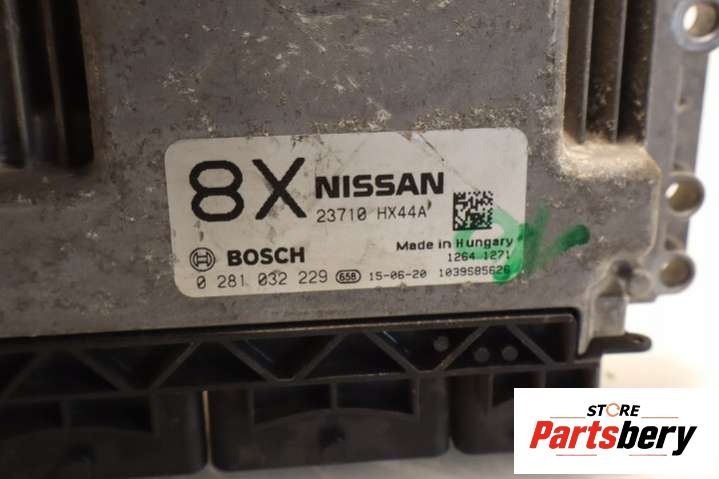 8X NISSAN
23710 HX44A
BOSCH
Made in Hungary
1264 1271
0 281 032 229 658 15-06-20 1039S85626
STORE
Partsbery